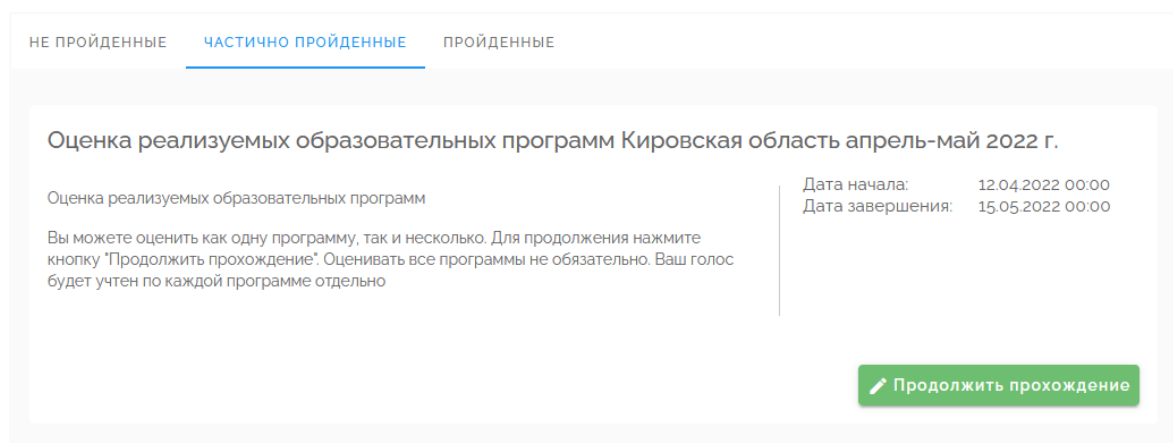 НЕ ПРОЙДЕННЫЕ ЧАСТИЧНО ПРОЙДЕННЫЕ ПРОЙДЕННЫЕ
Оценка реализуемых образовательных программ Кировская область апрель-май 2022 г.
Оценка реализуемых образовательных программ
Вы можете оценить как одну программу, так и несколько. Для продолжения нажмите
кнопку "Продолжить прохождение". Оценивать все программы не обязательно. Ваш голос
будет учтен по каждой программе отдельно
Дата начала: 12.04.2022 00:00
Дата завершения: 15.05.2022 00:00
Продолжить прохождение